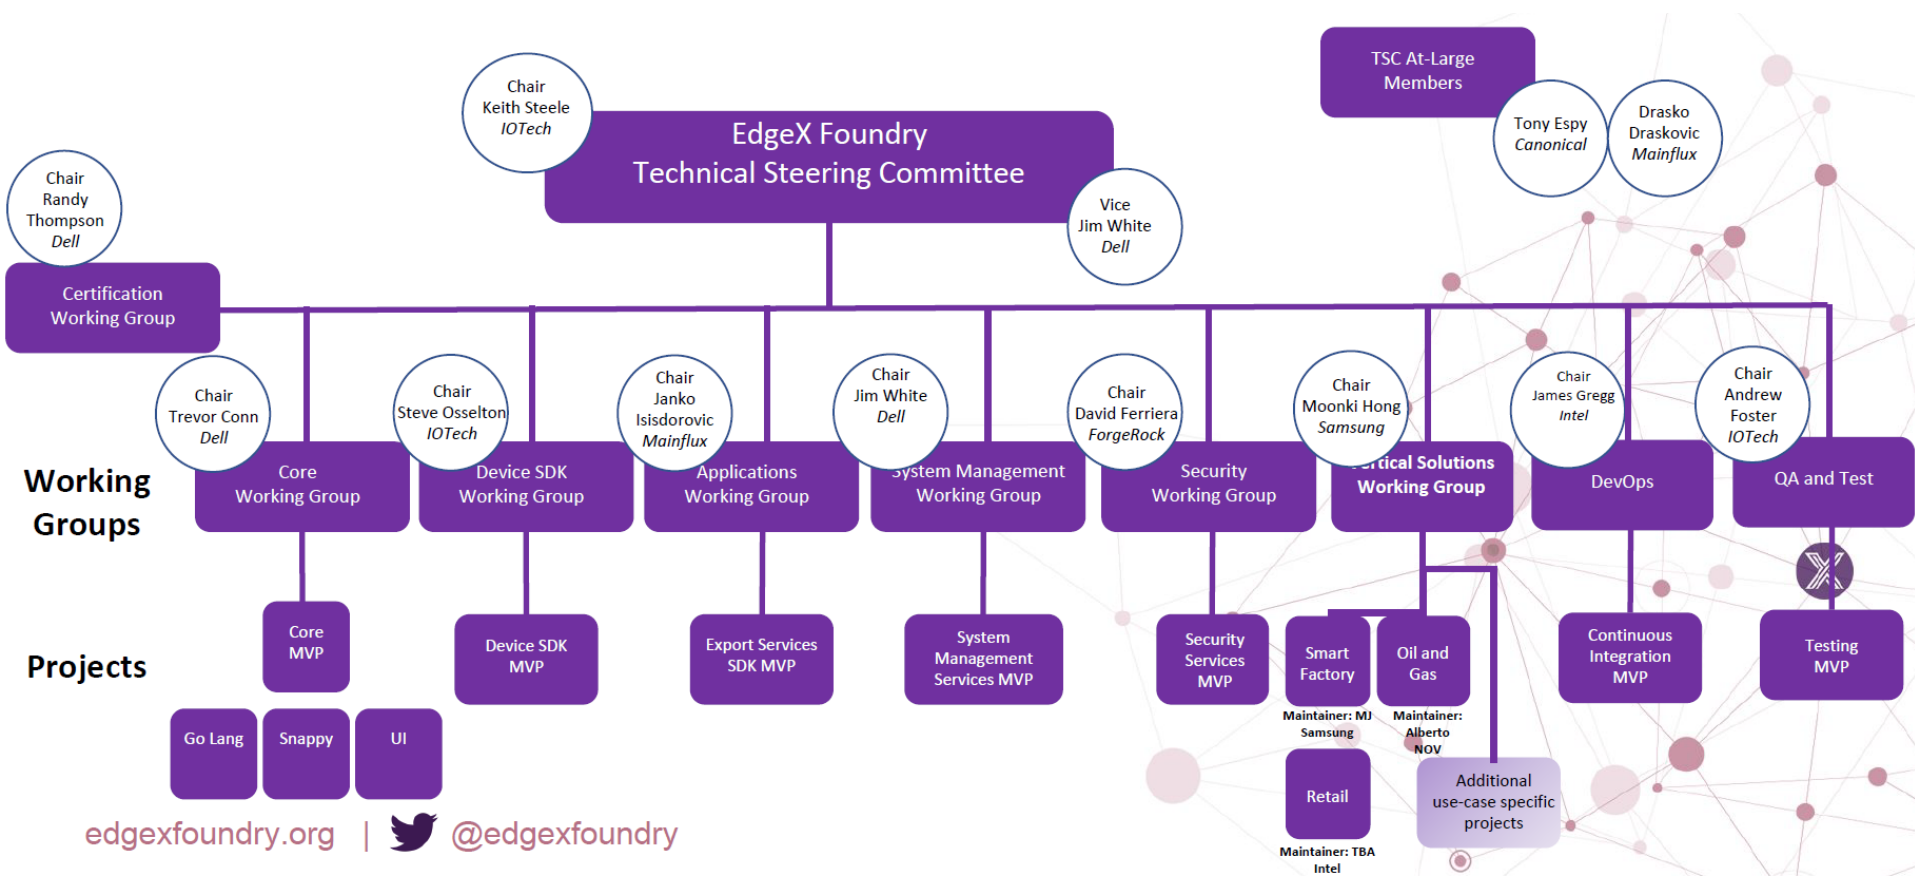 TSC At-Large
Members
Tony Espy
Canonical
Drasko
Draskovic
Mainflux
Chair
Keith Steele
IOTech
EdgeX Foundry
Technical Steering Committee
Vice
Jim White
Dell
Chair
Randy
Thompson
Dell
Certification
Working Group
Chair
Trevor Conn
Dell
Chair
Steve Osselton
IOTech
Chair
Janko
Isisdorovic
Mainflux
Chair
Jim White
Dell
Chair
David Ferriera
ForgeRock
Chair
Moonki Hong
Samsung
Chair
James Gregg
Intel
Chair
Andrew
Foster
IOTech
Working
Groups
Core
Working Group
Device SDK
Working Group
Applications
Working Group
System Management
Working Group
Security
Working Group
Vertical Solutions
Working Group
DevOps
QA and Test
Projects
Core
MVP
Device SDK
MVP
Export Services
SDK MVP
System
Management
Services MVP
Security
Services
MVP
Smart
Factory
Oil and
Gas
Continuous
Integration
MVP
Testing
MVP
Maintainer: MJ
Samsung
Maintainer:
Alberto
NOV
Go Lang
Snappy
UI
Retail
Additional
use-case specific
projects
Maintainer: TBA
Intel
edgexfoundry.org | @edgexfoundry